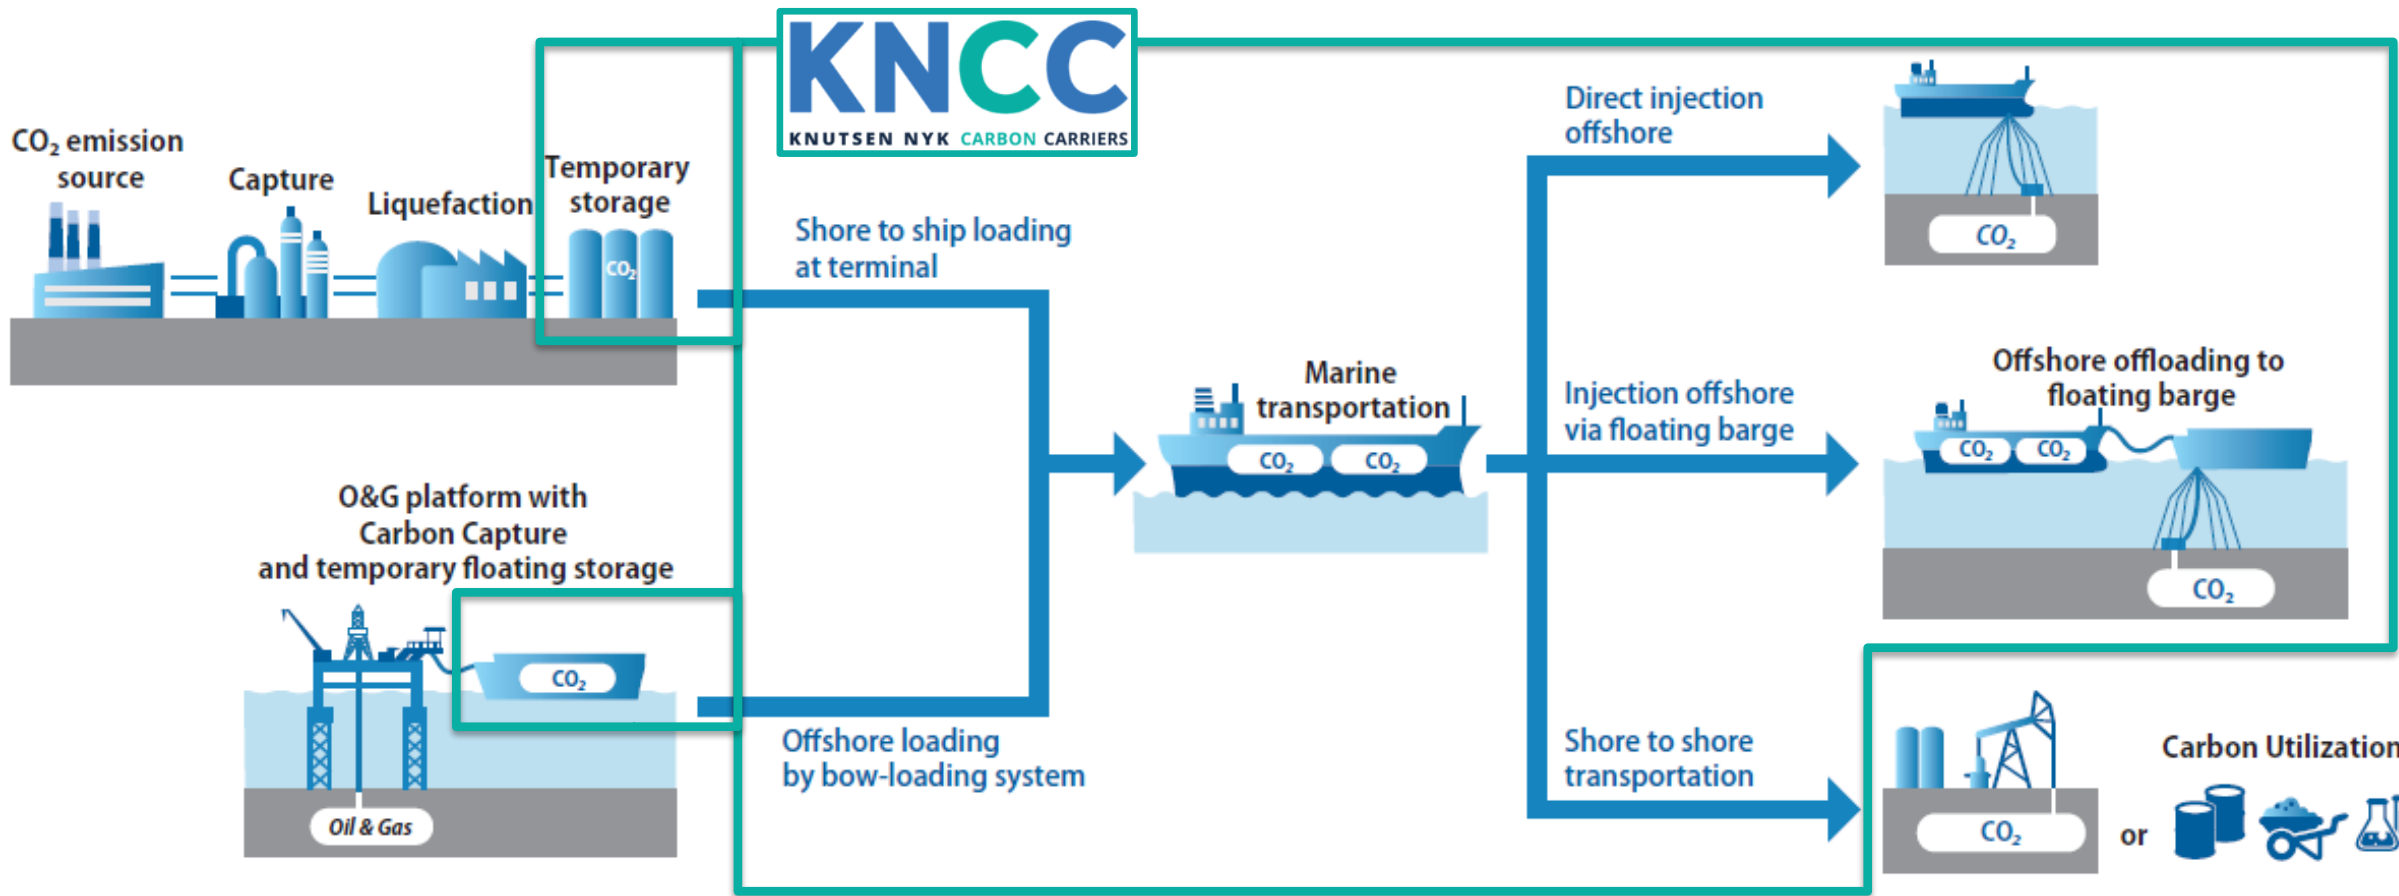 KNCC
KNUTSEN NYK CARBON CARRIERS
CO₂ emission
source
Capture
Liquefaction
Temporary
storage
CO₂
Shore to ship loading
at terminal
O&G platform with
Carbon Capture
and temporary floating storage
CO₂
Oil & Gas
Offshore loading
by bow-loading system
Marine
transportation
CO₂
CO₂
Direct injection
offshore
CO₂
Injection offshore
via floating barge
Offshore offloading to
floating barge
CO₂
CO₂
CO₂
Shore to shore
transportation
CO₂
or
Carbon Utilization